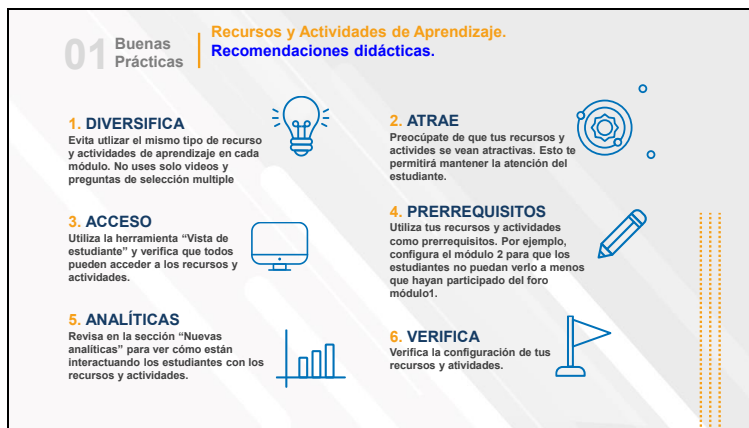 01 Buenas
Prácticas
Recursos y Actividades de Aprendizaje.
Recomendaciones didácticas.
1. DIVERSIFICA
Evita utlizar el mismo tipo de recurso
y actividades de aprendizaje en cada
módulo. No uses solo videos y
preguntas de selección multiple
2. ATRAE
Preocúpate de que tus recursos y
activides se vean atractivas. Esto te
permitirá mantener la atención del
estudiante.
3. ACCESO
Utiliza la herramienta “Vista de
estudiante” y verifica que todos
pueden acceder a los recursos y
actividades.
4. PRERREQUISITOS
Utiliza tus recursos y actividades
como prerrequisitos. Por ejemplo,
configura el módulo 2 para que los
estudiantes no puedan verlo a menos
que hayan participado del foro
módulo1.
5. ANALÍTICAS
Revisa en la sección “Nuevas
analíticas” para ver cómo están
interactuando los estudiantes con los
recursos y actividades.
6. VERIFICA
Verifica la configuración de tus
recursos y atividades.